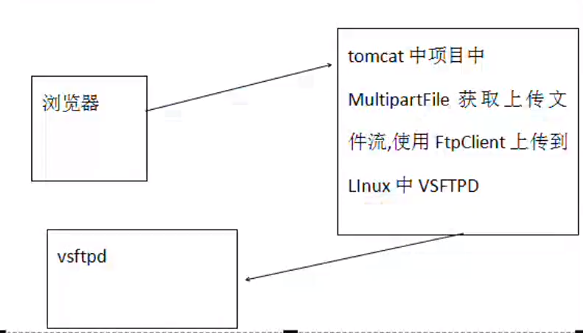 浏览器
tomcat 中项目中
MultipartFile 获取上传文
件流,使用 FtpClient 上传到
LInux 中 VSFTPD
vsftpd